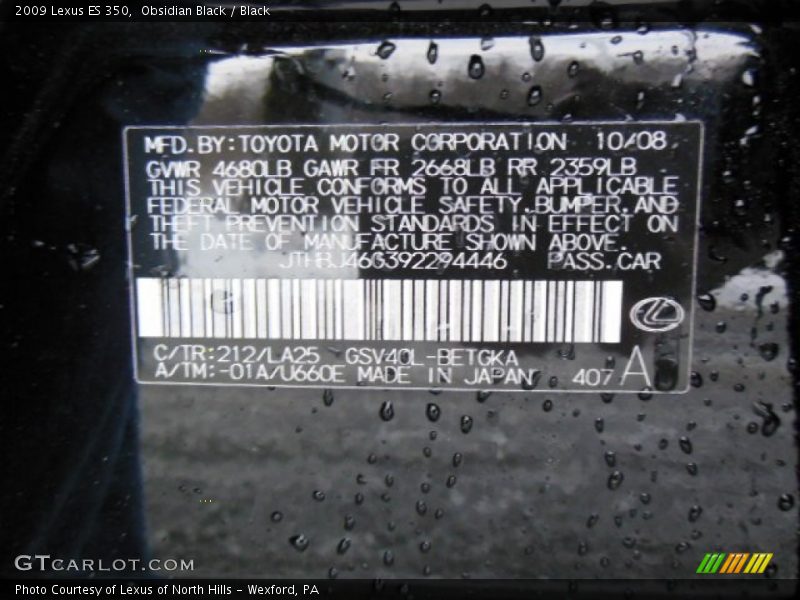 2009 Lexus ES 350,  Obsidian Black / Black
MFD. BY: TOYOTA MOTOR CORPORATION   10/08
GVWR 4680LB GAWR FR 2668LB RR 2359LB
THIS VEHICLE CONFORMS TO ALL APPLICABLE
FEDERAL MOTOR VEHICLE SAFETY, BUMPER, AND
THEFT PREVENTION STANDARDS IN EFFECT ON
THE DATE OF MANUFACTURE SHOWN ABOVE.
JTHBJ46G392294446   PASS. CAR
C/TR: 212/LA25   GSV40L-BETGKA
A/TM: -01A/U660E   MADE IN JAPAN   407 A
GTCARLOT.COM
Photo Courtesy of Lexus of North Hills - Wexford, PA